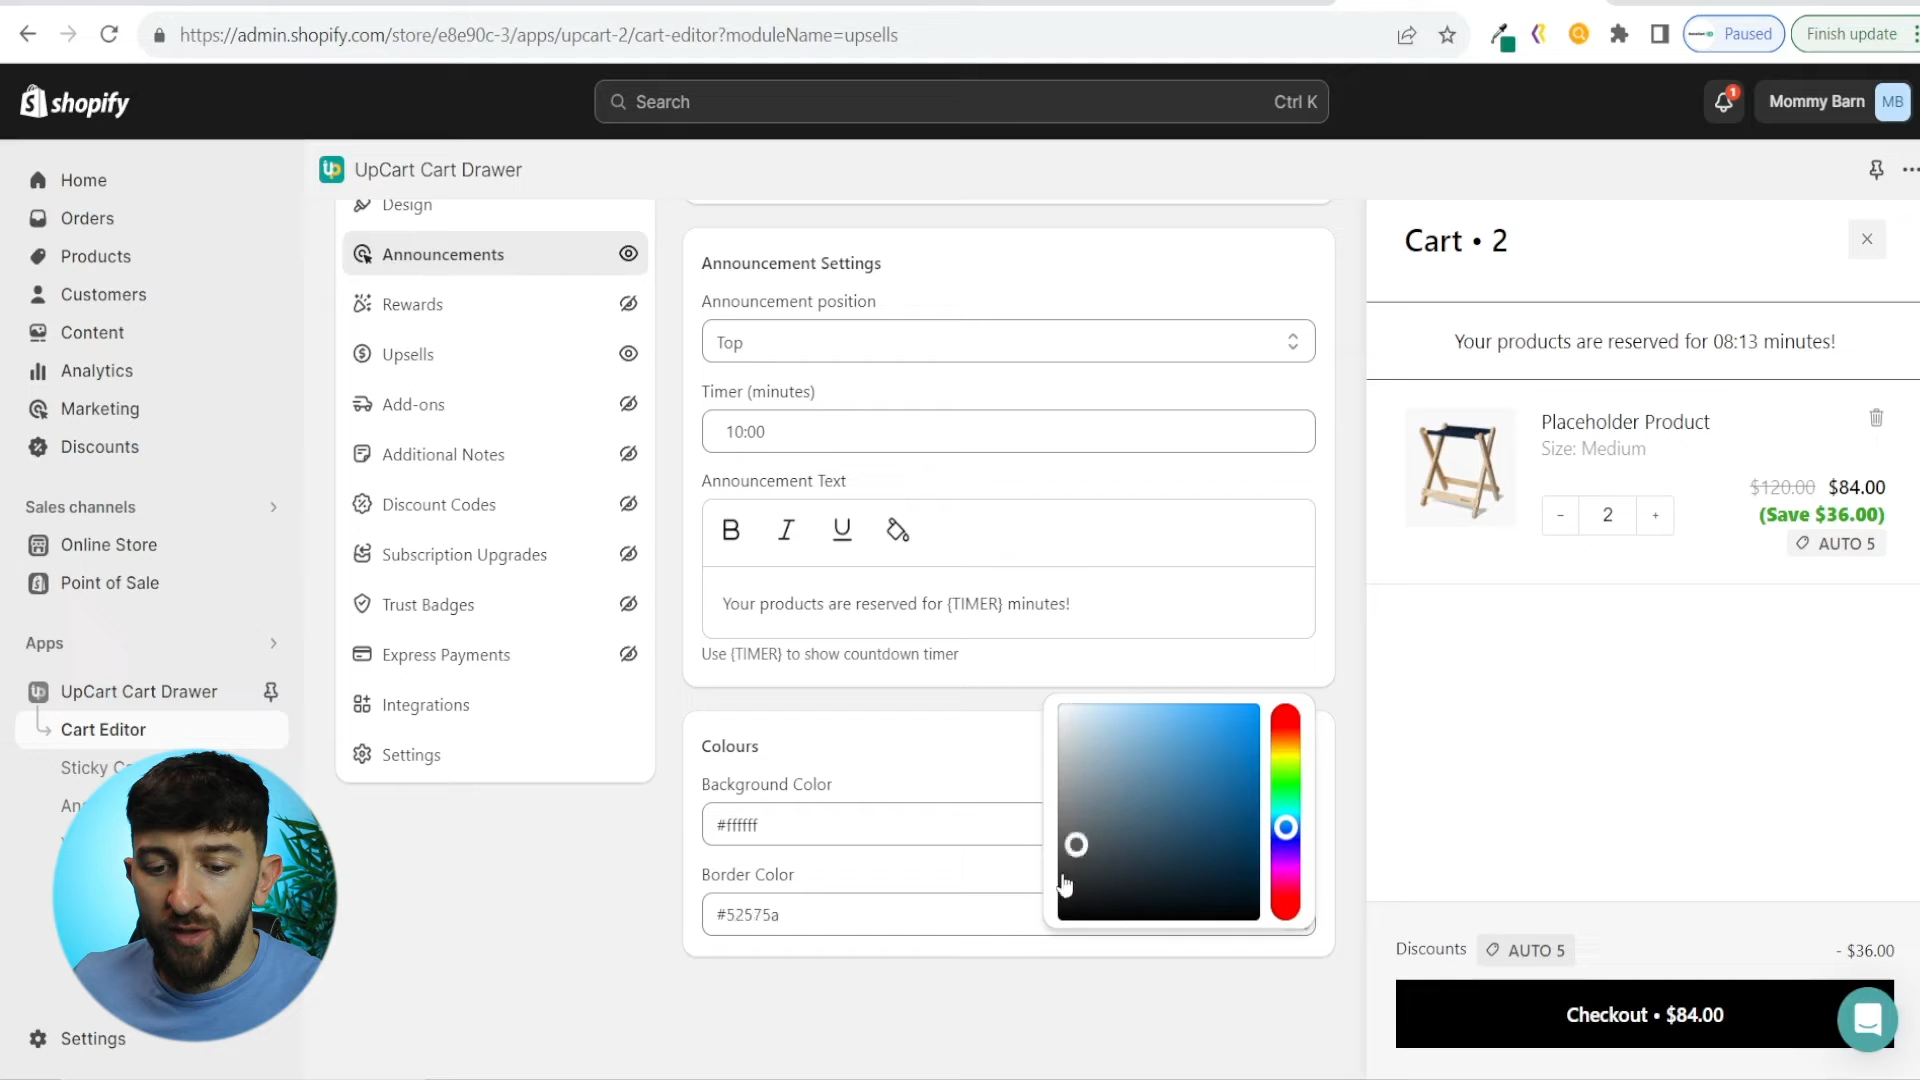 https://admin.shopify.com/store/e8e90c-3/apps/upcart-2/cart-editor?moduleName=upsells
Paused
Finish update
shopify
Search
Ctrl K
1
Mommy Barn
MB
Home
Orders
Products
Customers
Content
Analytics
Marketing
Discounts
Sales channels
Online Store
Point of Sale
Apps
UpCart Cart Drawer
Cart Editor
Sticky
Settings
up
UpCart Cart Drawer
Design
Announcements
Rewards
Upsells
Add-ons
Additional Notes
Discount Codes
Subscription Upgrades
Trust Badges
Express Payments
Integrations
Settings
Announcement Settings
Announcement position
Top
Timer (minutes)
10:00
Announcement Text
B I U
Your products are reserved for {TIMER} minutes!
Use {TIMER} to show countdown timer
Colours
Background Color
#ffffff
Border Color
#52575a
Cart • 2
Your products are reserved for 08:13 minutes!
Placeholder Product
Size: Medium
$120.00 $84.00
(Save $36.00)
- 2 +
AUTO 5
Discounts AUTO 5 - $36.00
Checkout • $84.00